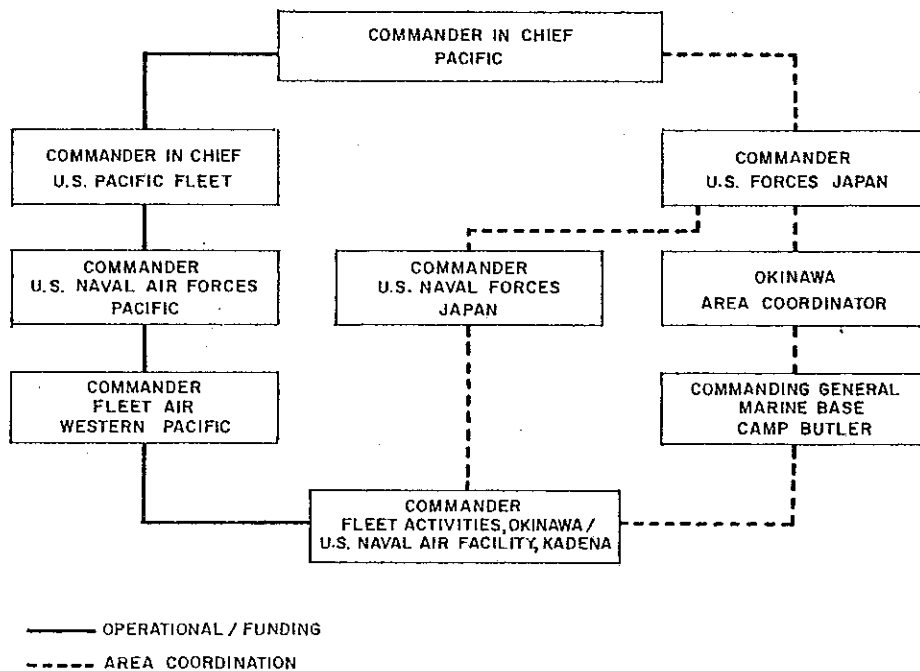 COMMANDER IN CHIEF
PACIFIC
COMMANDER IN CHIEF
U.S. PACIFIC FLEET
COMMANDER
U.S. FORCES JAPAN
COMMANDER
U.S. NAVAL AIR FORCES
PACIFIC
COMMANDER
U.S. NAVAL FORCES
JAPAN
OKINAWA
AREA COORDINATOR
COMMANDER
FLEET AIR
WESTERN PACIFIC
COMMANDING GENERAL
MARINE BASE
CAMP BUTLER
COMMANDER
FLEET ACTIVITIES, OKINAWA/
U.S. NAVAL AIR FACILITY, KADENA
OPERATIONAL / FUNDING
AREA COORDINATION